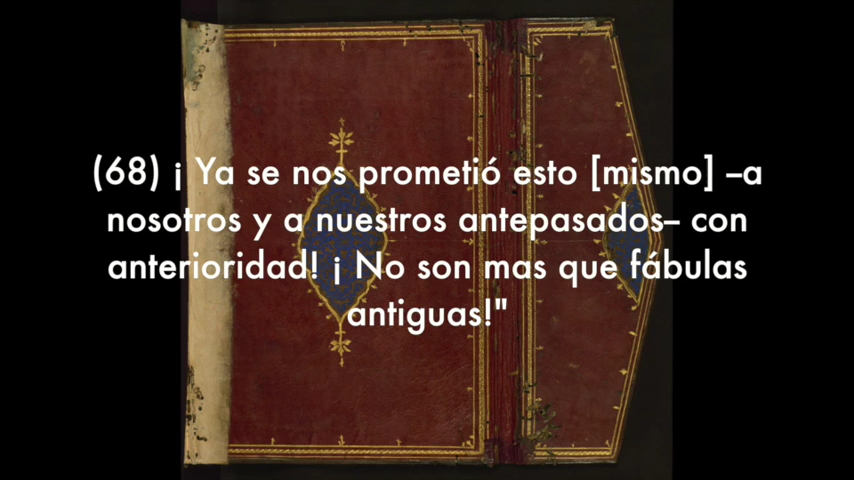 (68) ¡ Ya se nos prometió esto [mismo] –a
nosotros y a nuestros antepasados– con
anterioridad! ¡ No son mas que fábulas
antiguas!"